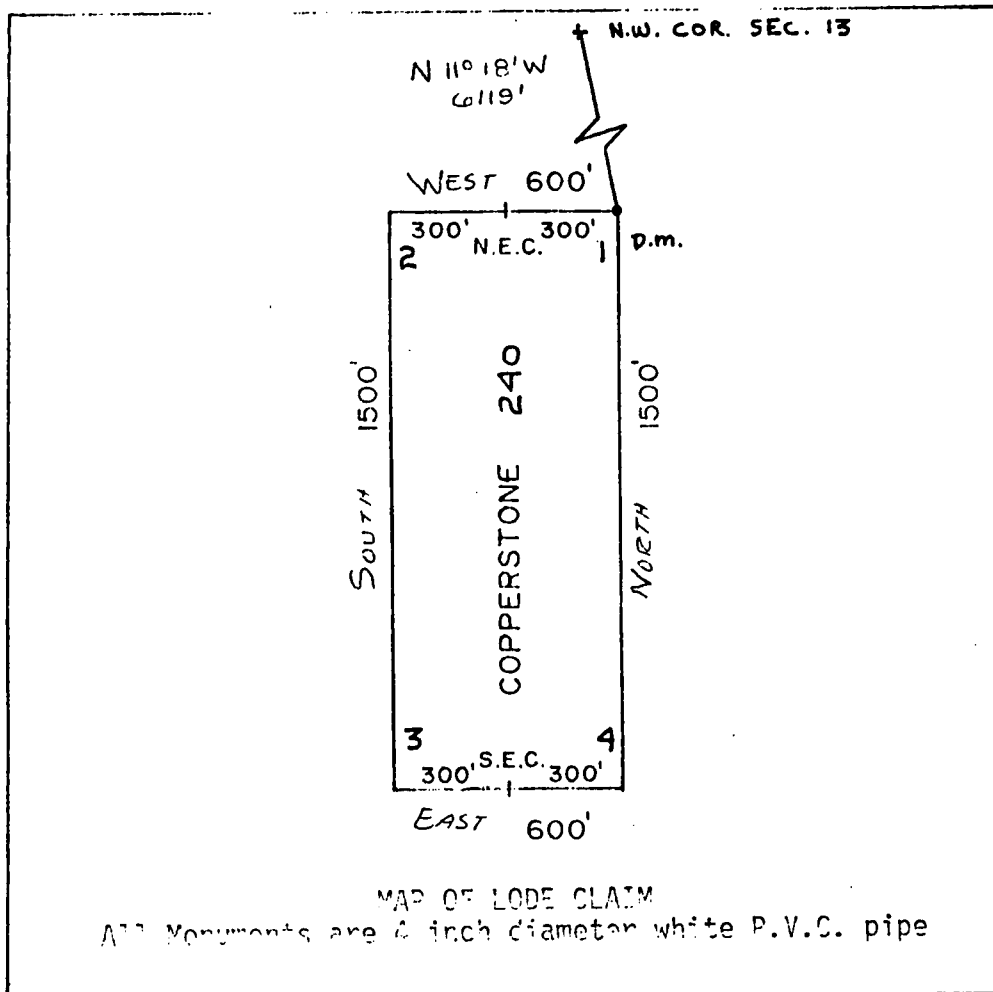 N.W. COR. SEC. 13
N 11° 18' W
6119'
WEST 600'
300' 300'
N.E.C.
2 1 D.M.
1500' 1500'
COPPERSTONE 240
SOUTH NORTH
3 4
S.E.C.
300' 300'
EAST 600'
MAP OF LODE CLAIM
All Monuments are 4 inch diameter white P.V.C. pipe